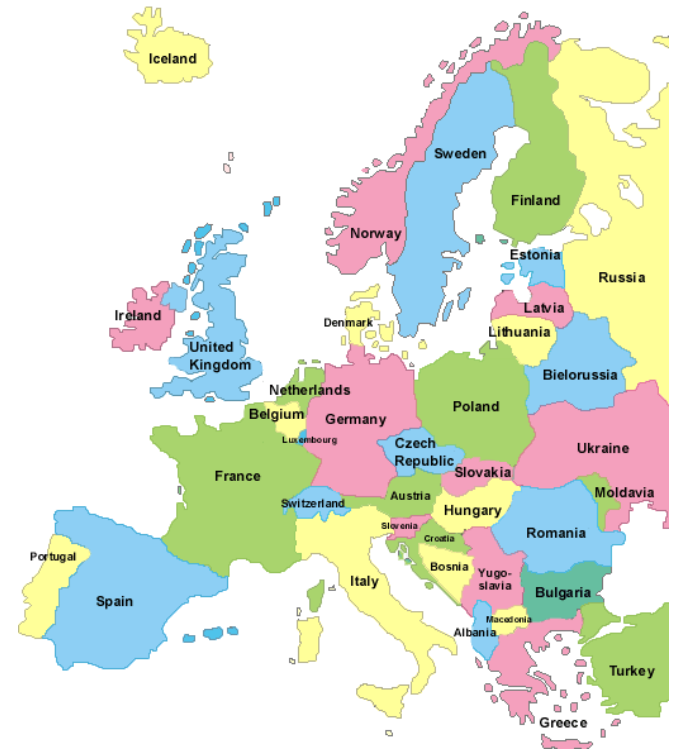 Iceland
Sweden
Finland
Norway
Estonia
Russia
Latvia
Ireland
Denmark
Lithuania
United
Kingdom
Bielorussia
Netherlands
Belgium
Germany
Poland
Luxembourg
Czech
Republic
Ukraine
France
Slovakia
Switzerland
Austria
Moldavia
Hungary
Slovenia
Romania
Croatia
Portugal
Bosnia
Yugo-
slavia
Italy
Spain
Bulgaria
Macedonia
Albania
Turkey
Greece